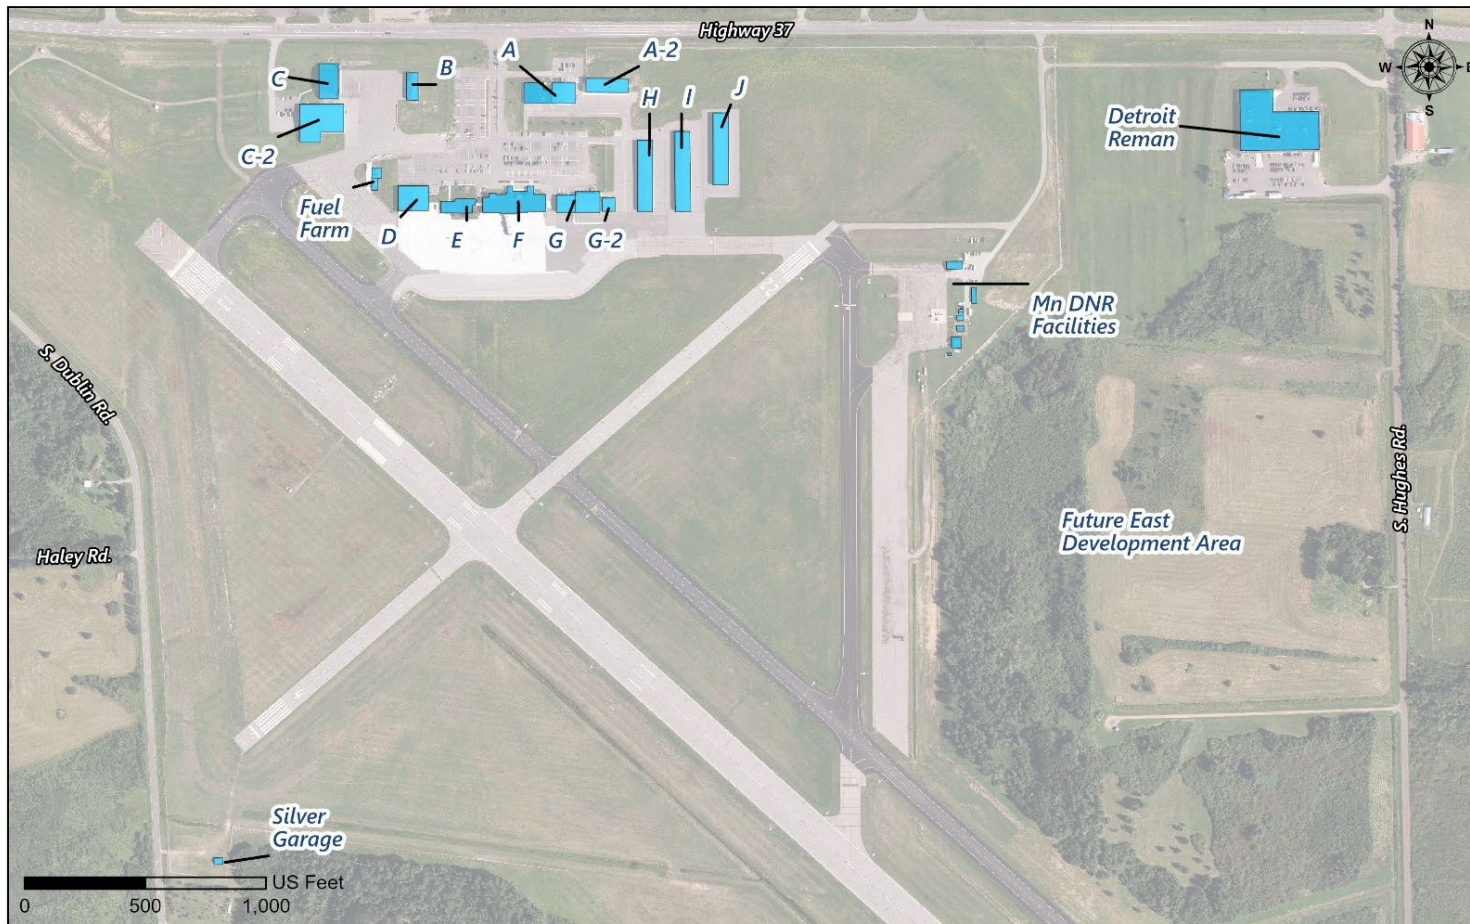 Highway 37
N
W
E
S
C
B
A
A-2
H
I
J
C-2
Detroit
Reman
Fuel
Farm
D
E
F
G
G-2
Mn DNR
Facilities
S. Dublin Rd.
Haley Rd.
Future East
Development Area
S. Hughes Rd.
Silver
Garage
US Feet
0
500
1,000